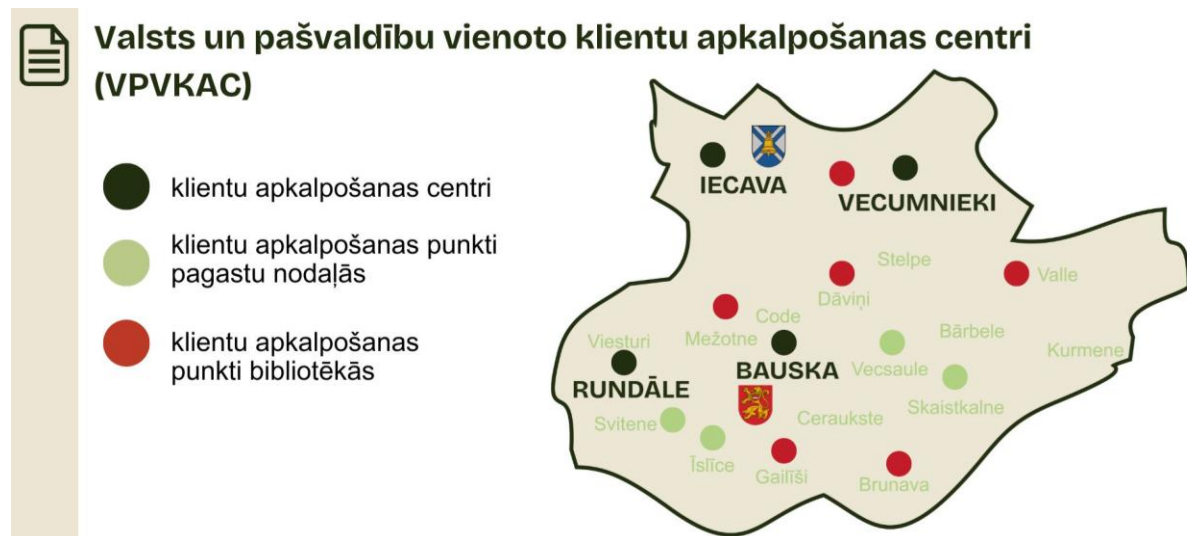 Valsts un pašvaldību vienoto klientu apkalpošanas centri
(VPVKAC)
klientu apkalpošanas centri
klientu apkalpošanas punkti
pagastu nodaļās
klientu apkalpošanas
punkti bibliotēkās
IECAVA
VECUMNIEKI
Stelpe
Valle
Dāviņi
Code
Mežotne
Viesturi
Bārbele
Kurmene
BAUSKA
Vecsaule
RUNDĀLE
Skaistkalne
Ceraukste
Svitene
Īslīce
Gailīši
Brunava